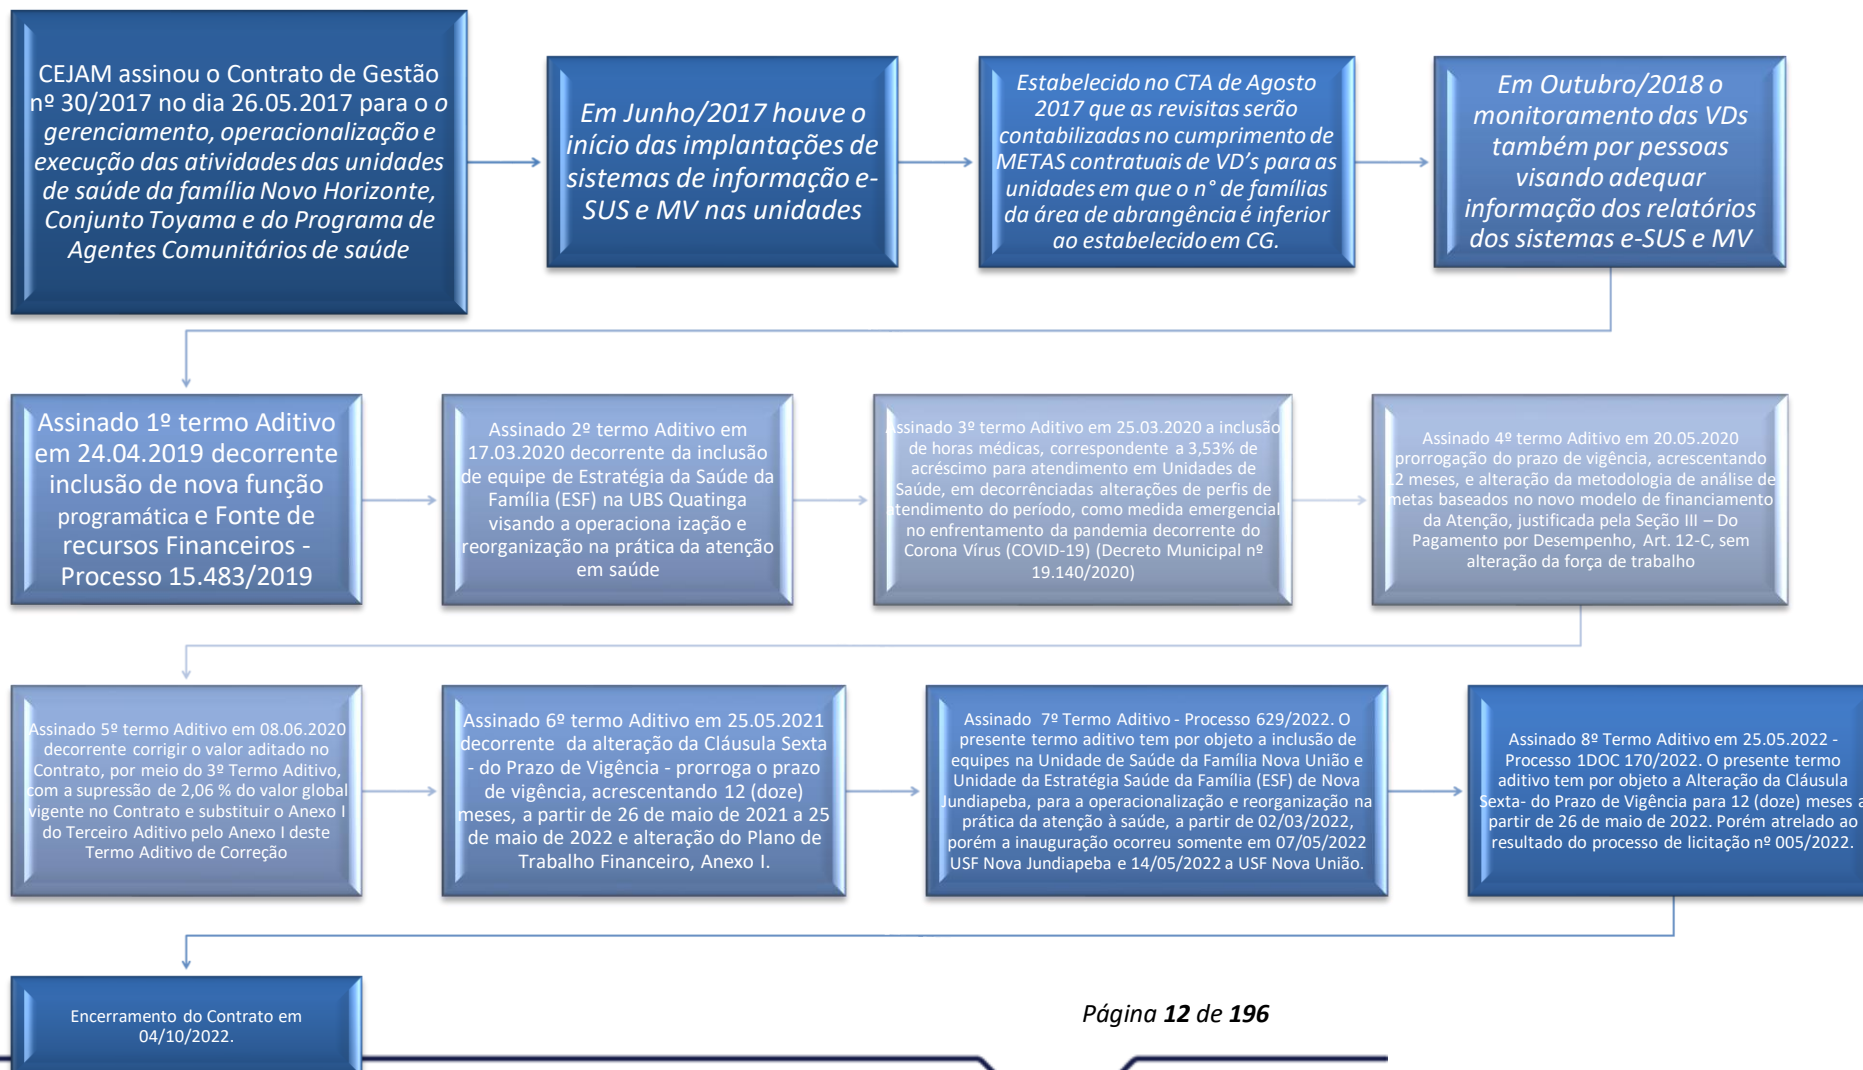 CEJAM assinou o Contrato de Gestão
nº 30/2017 no dia 26.05.2017 para o o
gerenciamento, operacionalização e
execução das atividades das unidades
de saúde da família Novo Horizonte,
Conjunto Toyama e do Programa de
Agentes Comunitários de saúde
Em Junho/2017 houve o
início das implantações de
sistemas de informação e-
SUS e MV nas unidades
Estabelecido no CTA de Agosto
2017 que as revisitas serão
contabilizadas no cumprimento de
METAS contratuais de VD’s para as
unidades em que o n° de famílias
da área de abrangência é inferior
ao estabelecido em CG.
Em Outubro/2018 o
monitoramento das VDs
também por pessoas
visando adequar
informação dos relatórios
dos sistemas e-SUS e MV
Assinado 1º termo Aditivo
em 24.04.2019 decorrente
inclusão de nova função
programática e Fonte de
recursos Financeiros -
Processo 15.483/2019
Assinado 2º termo Aditivo em
17.03.2020 decorrente da inclusão
de equipe de Estratégia da Saúde da
Família (ESF) na UBS Quatinga
visando a operaciona ização e
reorganização na prática da atenção
em saúde
Assinado 3º termo Aditivo em 25.03.2020 a inclusão
de horas médicas, correspondente a 3,53% de
acréscimo para atendimento em Unidades de
Saúde, em decorrênciadas alterações de perfis de
atendimento do período, como medida emergencial
no enfrentamento da pandemia decorrente do
Corona Vírus (COVID-19) (Decreto Municipal nº
19.140/2020)
Assinado 4º termo Aditivo em 20.05.2020
prorrogação do prazo de vigência, acrescentando
12 meses, e alteração da metodologia de análise de
metas baseados no novo modelo de financiamento
da Atenção, justificada pela Seção III – Do
Pagamento por Desempenho, Art. 12-C, sem
alteração da força de trabalho
Assinado 5º termo Aditivo em 08.06.2020
decorrente corrigir o valor aditado no
Contrato, por meio do 3º Termo Aditivo,
com a supressão de 2,06 % do valor global
vigente no Contrato e substituir o Anexo I
do Terceiro Aditivo pelo Anexo I deste
Termo Aditivo de Correção
Assinado 6º termo Aditivo em 25.05.2021
decorrente da alteração da Cláusula Sexta
- do Prazo de Vigência - prorroga o prazo
de vigência, acrescentando 12 (doze)
meses, a partir de 26 de maio de 2021 a 25
de maio de 2022 e alteração do Plano de
Trabalho Financeiro, Anexo I.
Assinado 7º Termo Aditivo - Processo 629/2022. O
presente termo aditivo tem por objeto a inclusão de
equipes na Unidade de Saúde da Família Nova União e
Unidade da Estratégia Saúde da Família (ESF) de Nova
Jundiapeba, para a operacionalização e reorganização na
prática da atenção à saúde, a partir de 02/03/2022,
porém a inauguração ocorreu somente em 07/05/2022
USF Nova Jundiapeba e 14/05/2022 a USF Nova União.
Assinado 8º Termo Aditivo em 25.05.2022 -
Processo 1DOC 170/2022. O presente termo
aditivo tem por objeto a Alteração da Cláusula
Sexta- do Prazo de Vigência para 12 (doze) meses a
partir de 26 de maio de 2022. Porém atrelado ao
resultado do processo de licitação nº 005/2022.
Encerramento do Contrato em
04/10/2022.
Página 12 de 196